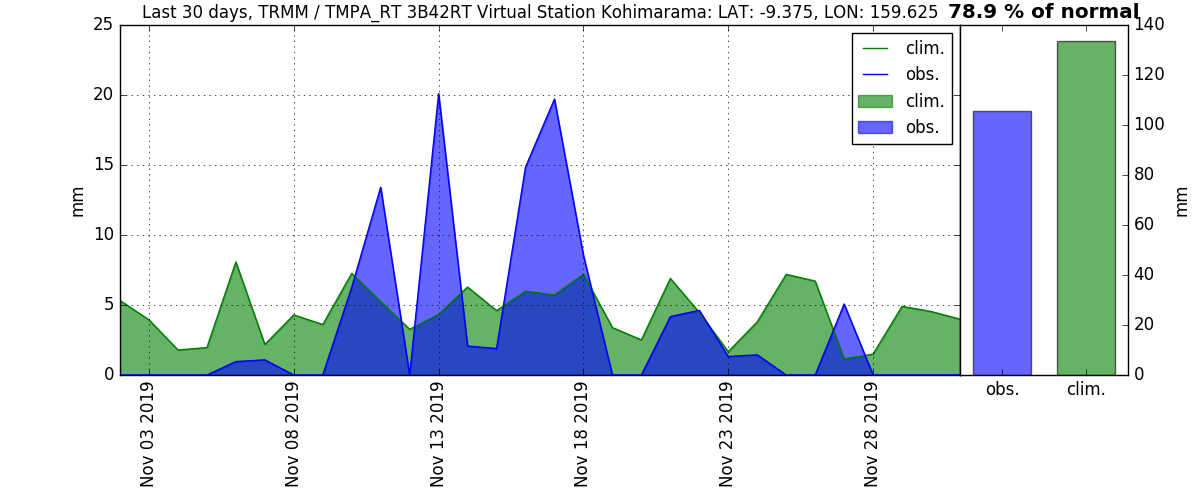 Last 30 days, TRMM / TMPA_RT 3B42RT Virtual Station Kohimarama: LAT: -9.375, LON: 159.625 78.9 % of normal
25
20
15
10
5
0
mm
clim.
obs.
clim.
obs.
Nov 03 2019
Nov 08 2019
Nov 13 2019
Nov 18 2019
Nov 23 2019
Nov 28 2019
140
120
100
80
60
40
20
0
mm
obs. clim.